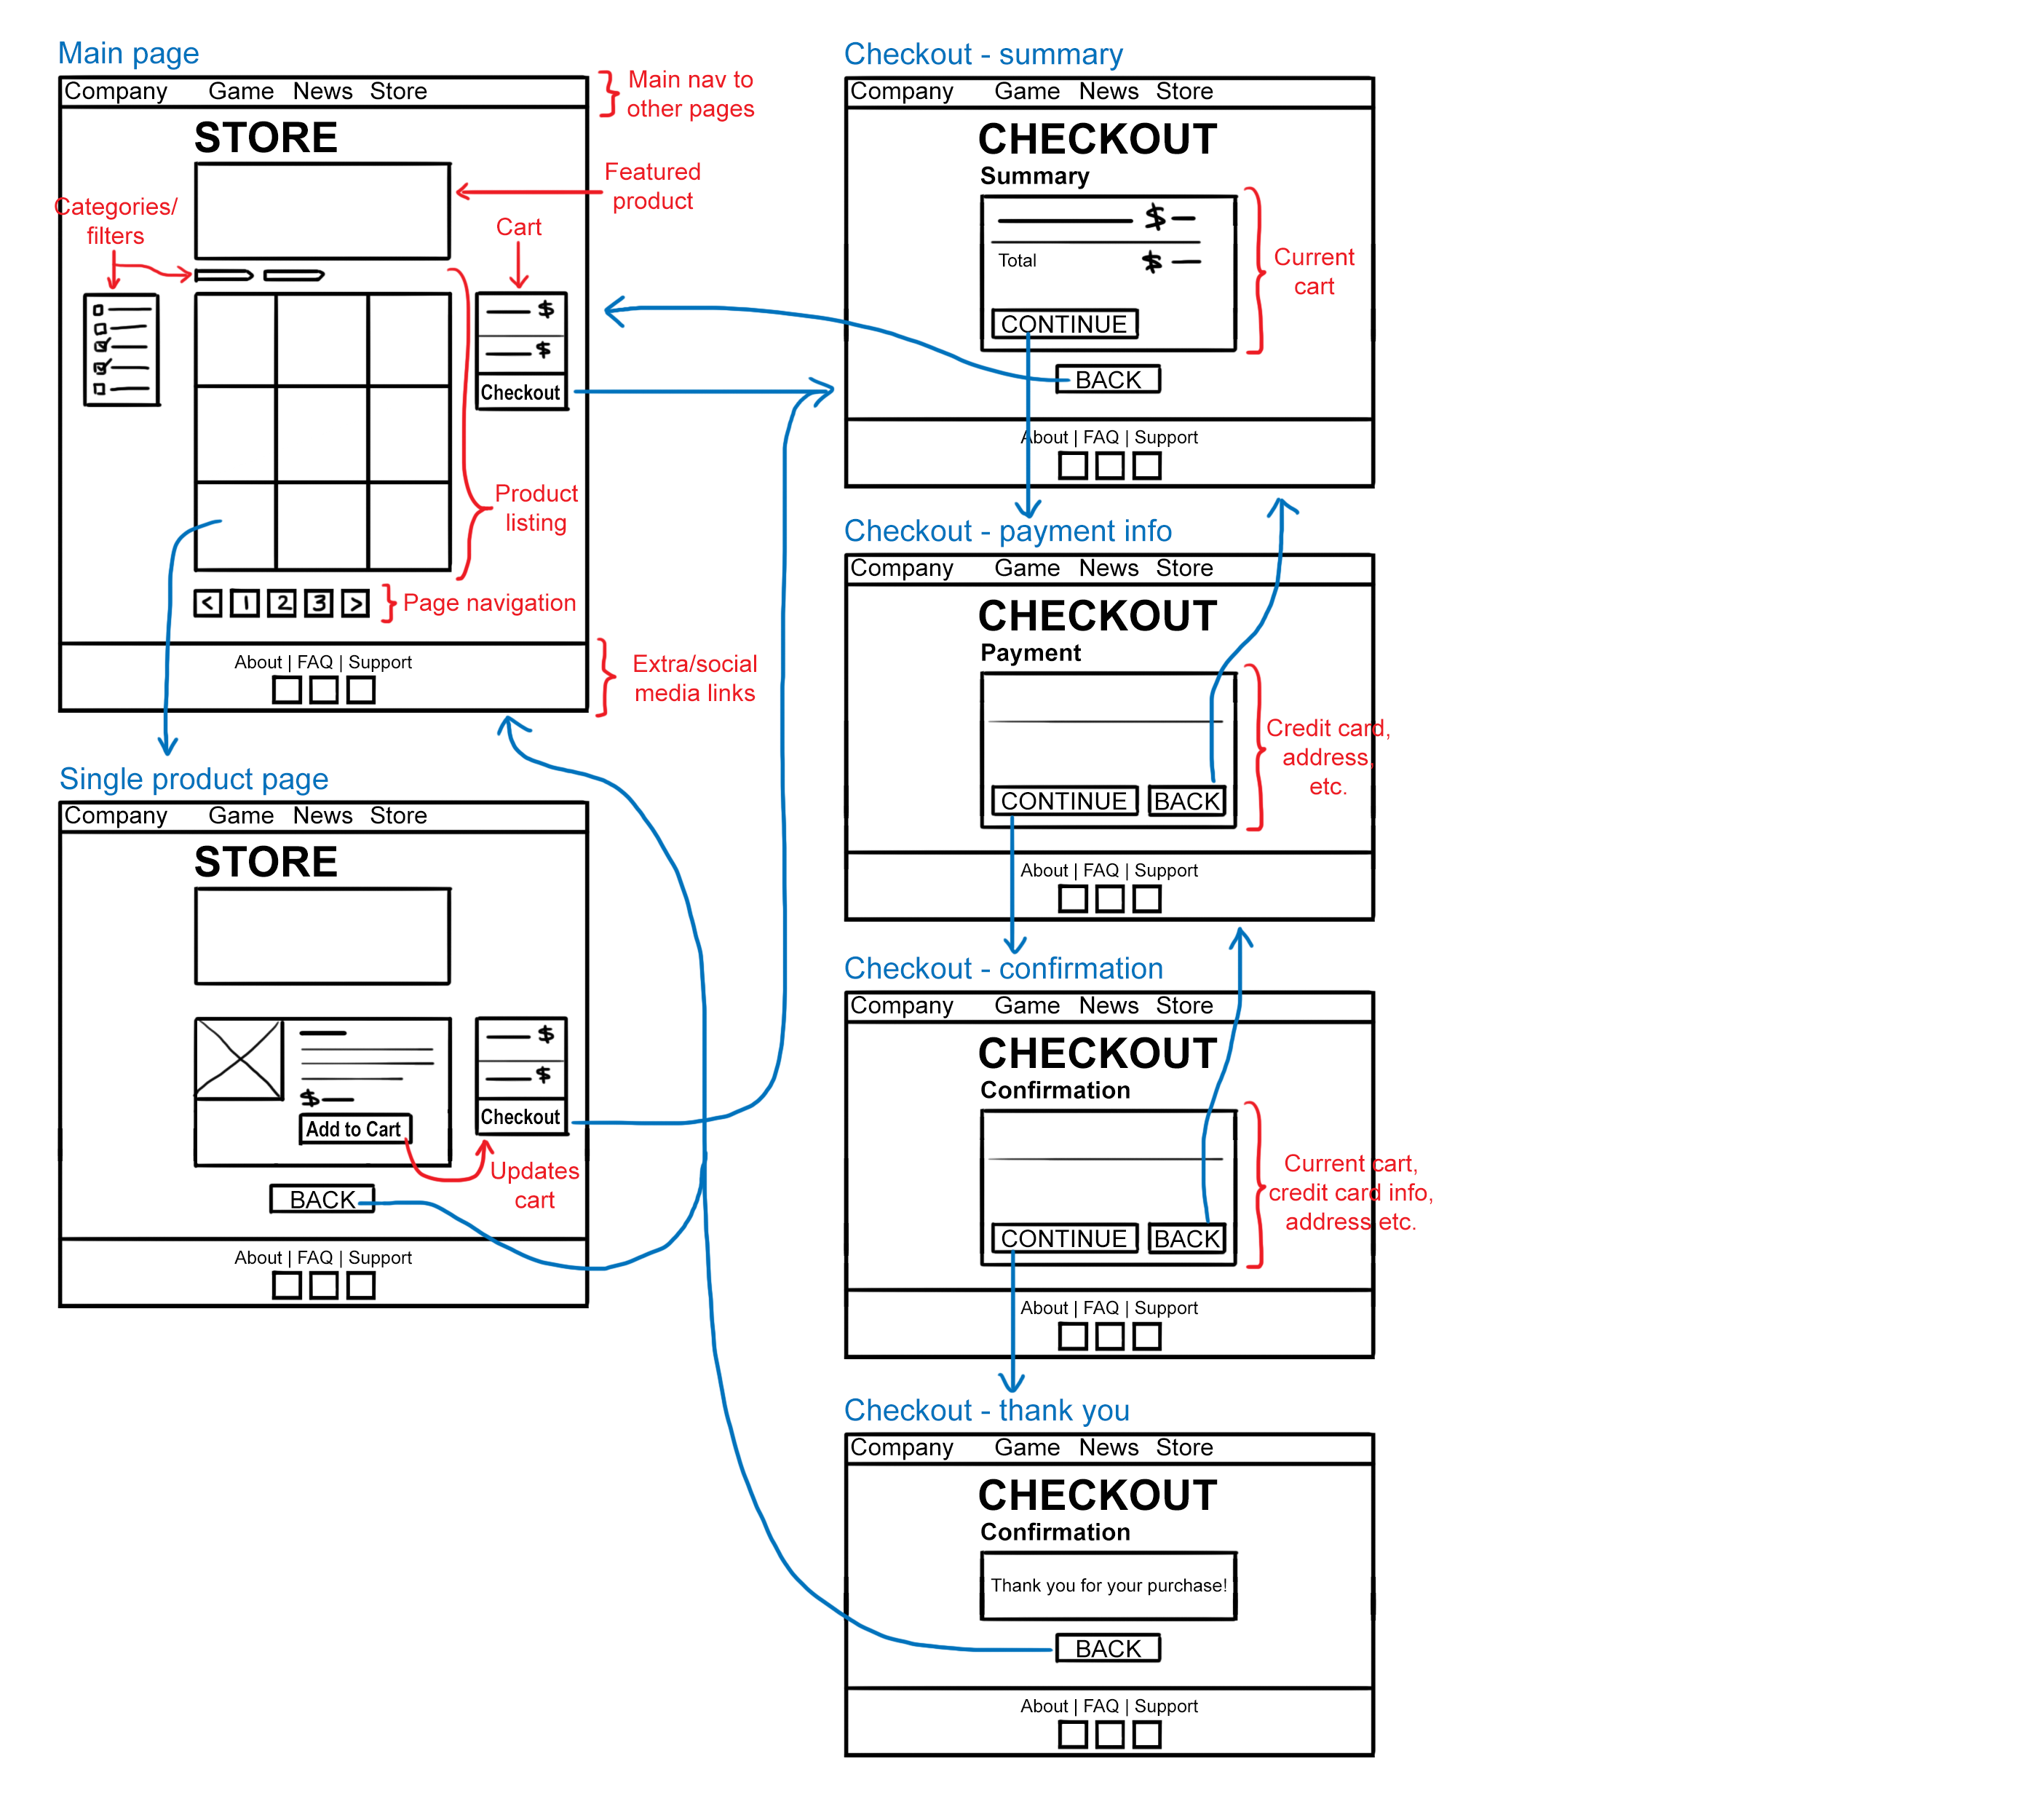 Main page
Company Game News Store
Main nav to
other pages
STORE
Featured
product
Categories/
filters
Cart
$
$
Checkout
Product
listing
< 1 2 3 >
Page navigation
About | FAQ | Support
Extra/social
media links
Single product page
Company Game News Store
STORE
$
Add to Cart
$
$
Checkout
Updates
cart
BACK
About | FAQ | Support
Checkout - summary
Company Game News Store
CHECKOUT
Summary
$
Total $
CONTINUE
Current
cart
BACK
About | FAQ | Support
Checkout - payment info
Company Game News Store
CHECKOUT
Payment
Credit card,
address,
etc.
CONTINUE BACK
About | FAQ | Support
Checkout - confirmation
Company Game News Store
CHECKOUT
Confirmation
Current cart,
credit card info,
address etc.
CONTINUE BACK
About | FAQ | Support
Checkout - thank you
Company Game News Store
CHECKOUT
Confirmation
Thank you for your purchase!
BACK
About | FAQ | Support